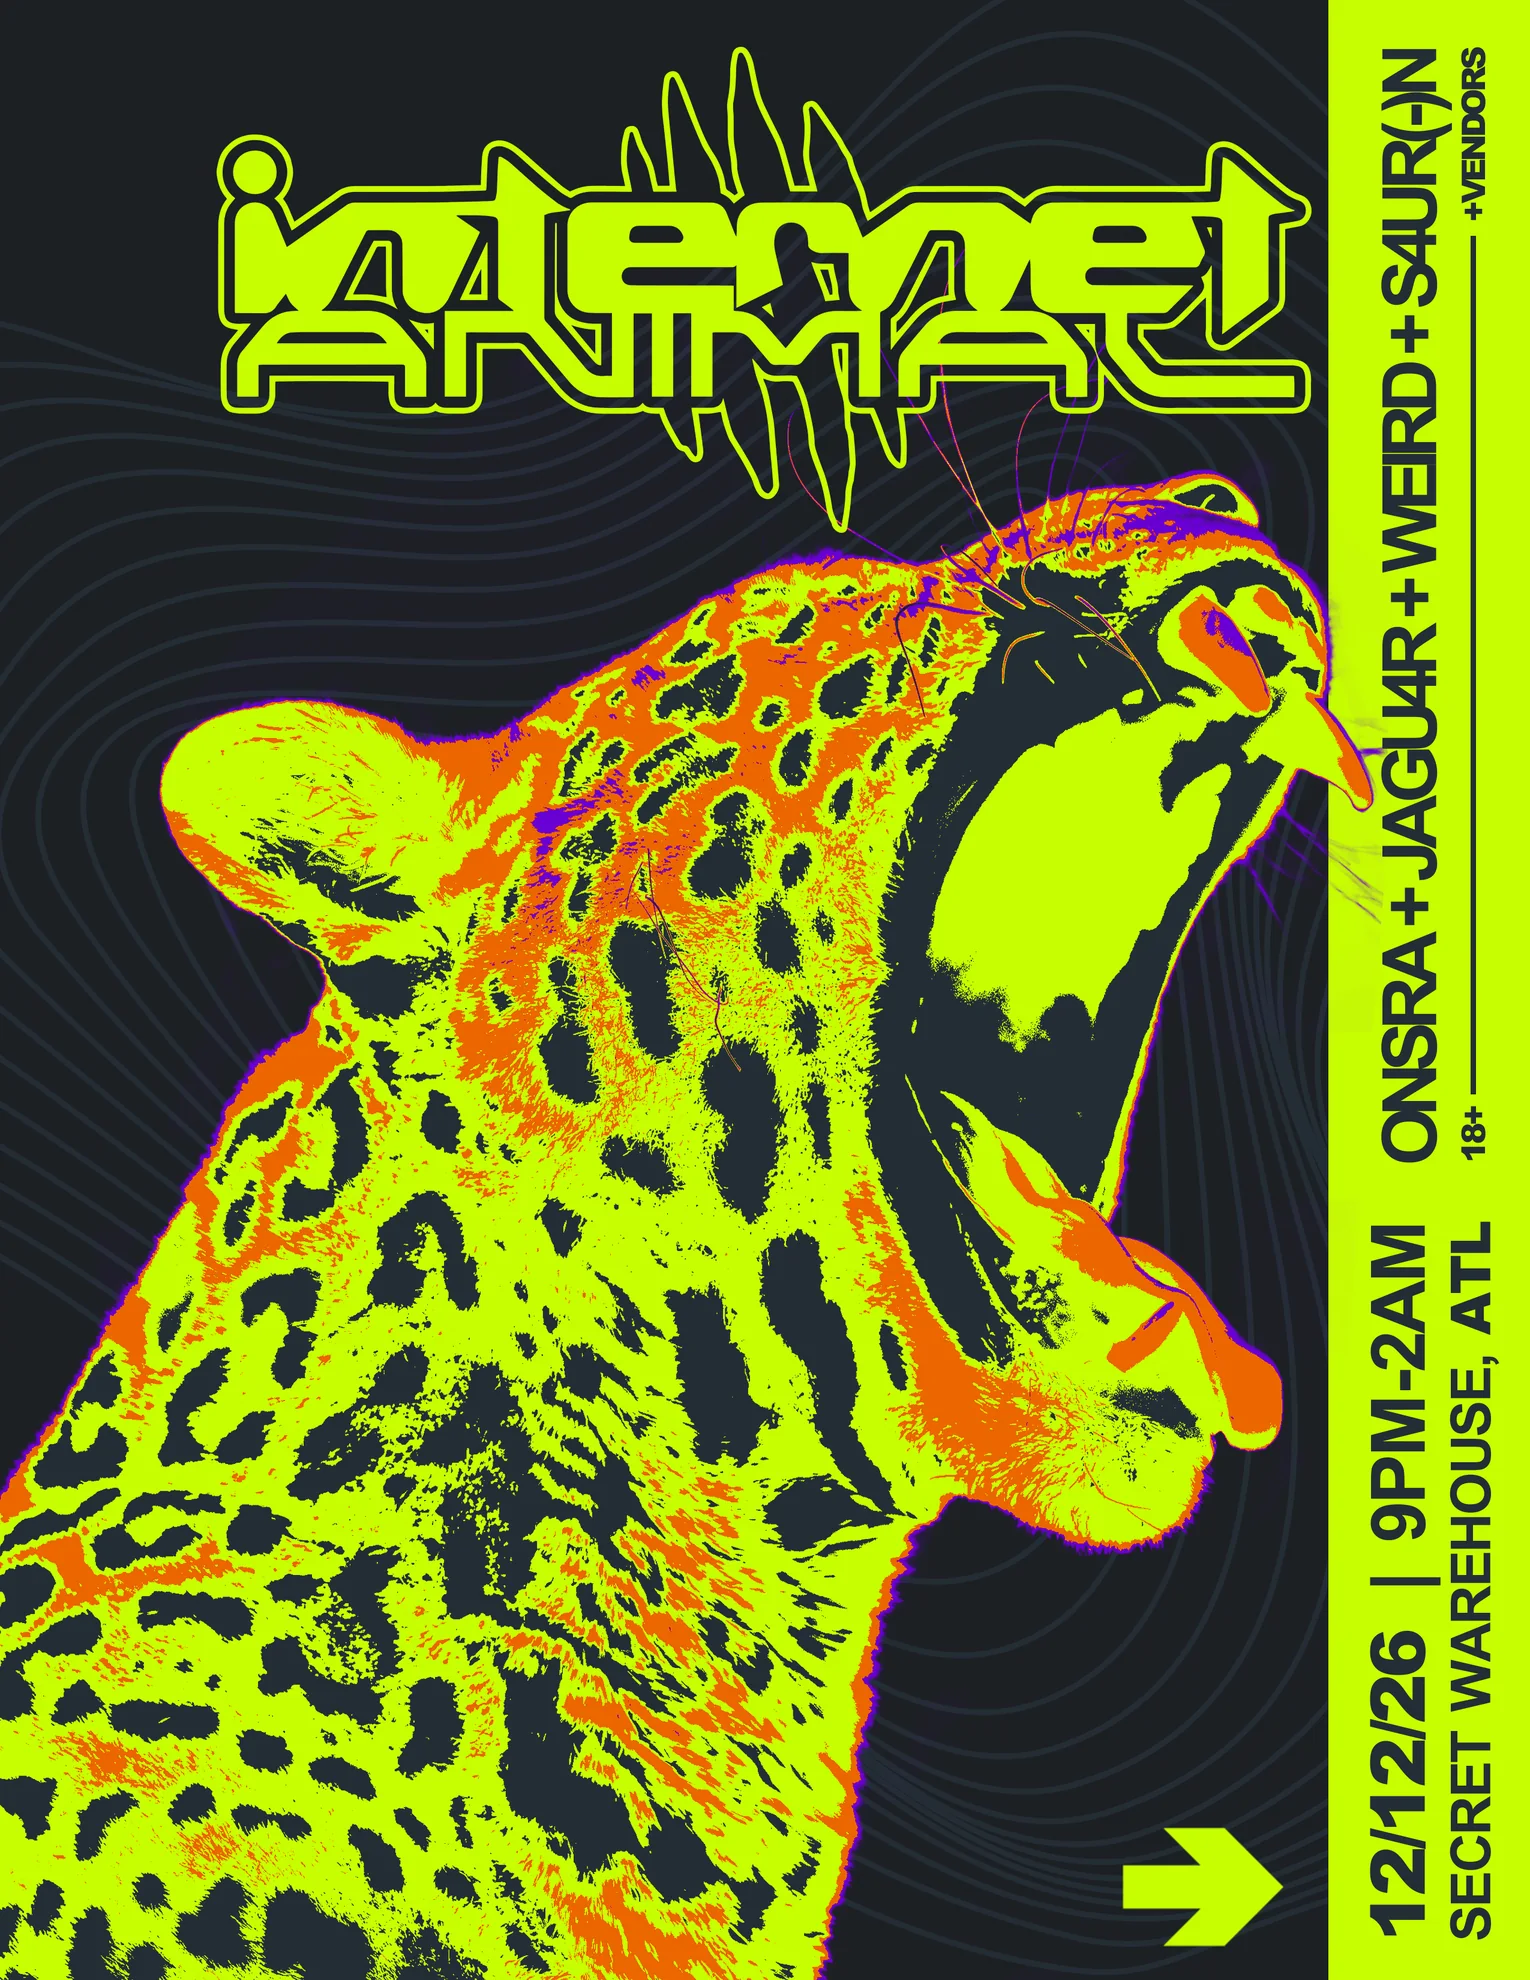 internet
ANIMAL
ONSRA + JAGU4R + WEIRD + S4UR(-)N
18+
+VENDORS
12/12/26 | 9PM-2AM
SECRET WAREHOUSE, ATL